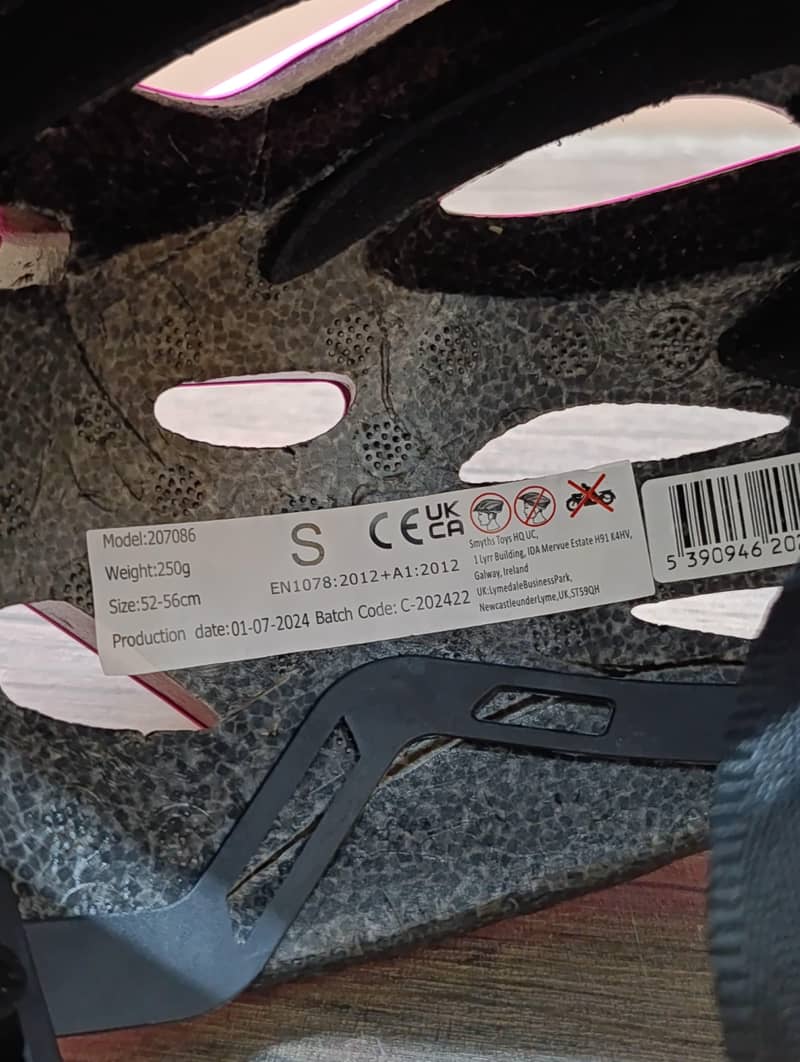 Model:207086
Weight:250g
Size:52-56cm
Production date:01-07-2024 Batch Code: C-202422
S
EN1078:2012+A1:2012
CE UK
CA
Smyths Toys HQ UC,
1 Lyrr Building, IDA Mervue Estate H91 K4HV,
Galway, Ireland
UK:LymedaleBusinessPark,
NewcastleunderLyme,UK.ST59QH
5 390946 202